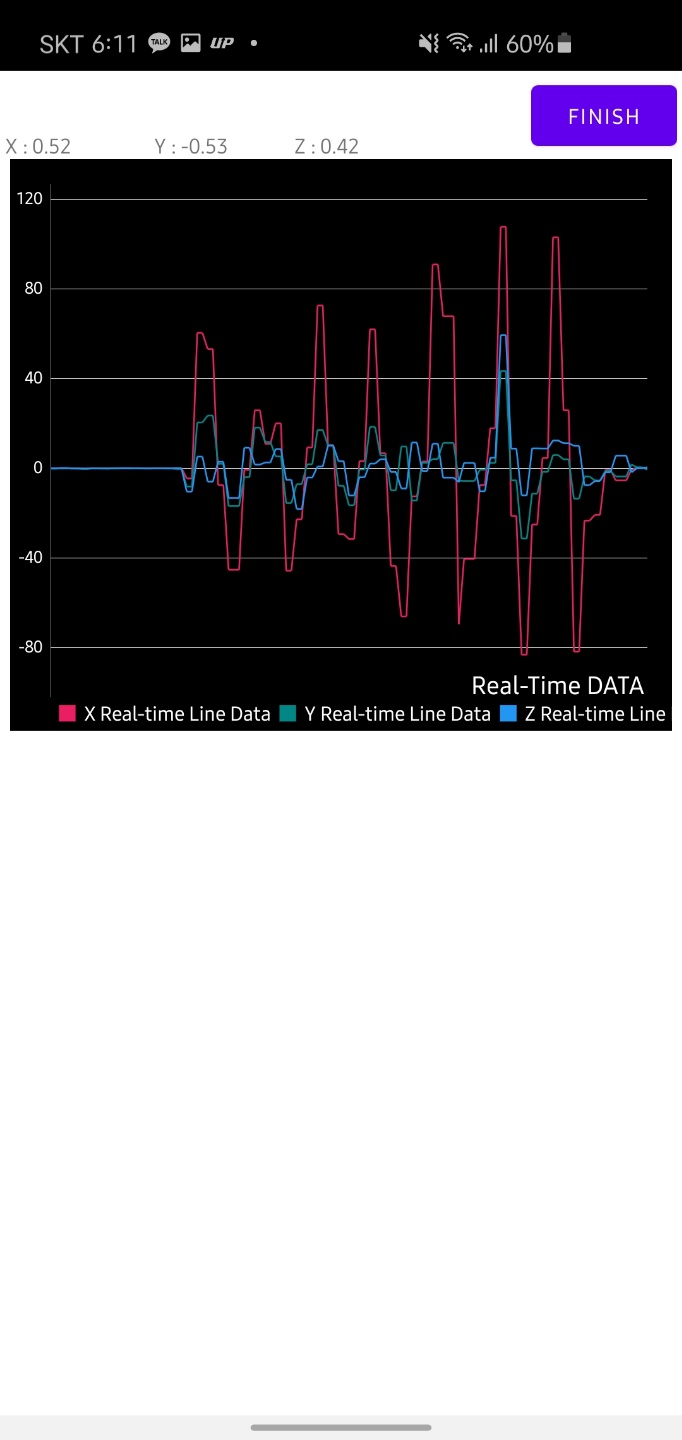 SKT 6:11 TALK UP • 60%
FINISH
X : 0.52 Y : -0.53 Z : 0.42
120
80
40
0
-40
-80
Real-Time DATA
X Real-time Line Data Y Real-time Line Data Z Real-time Line